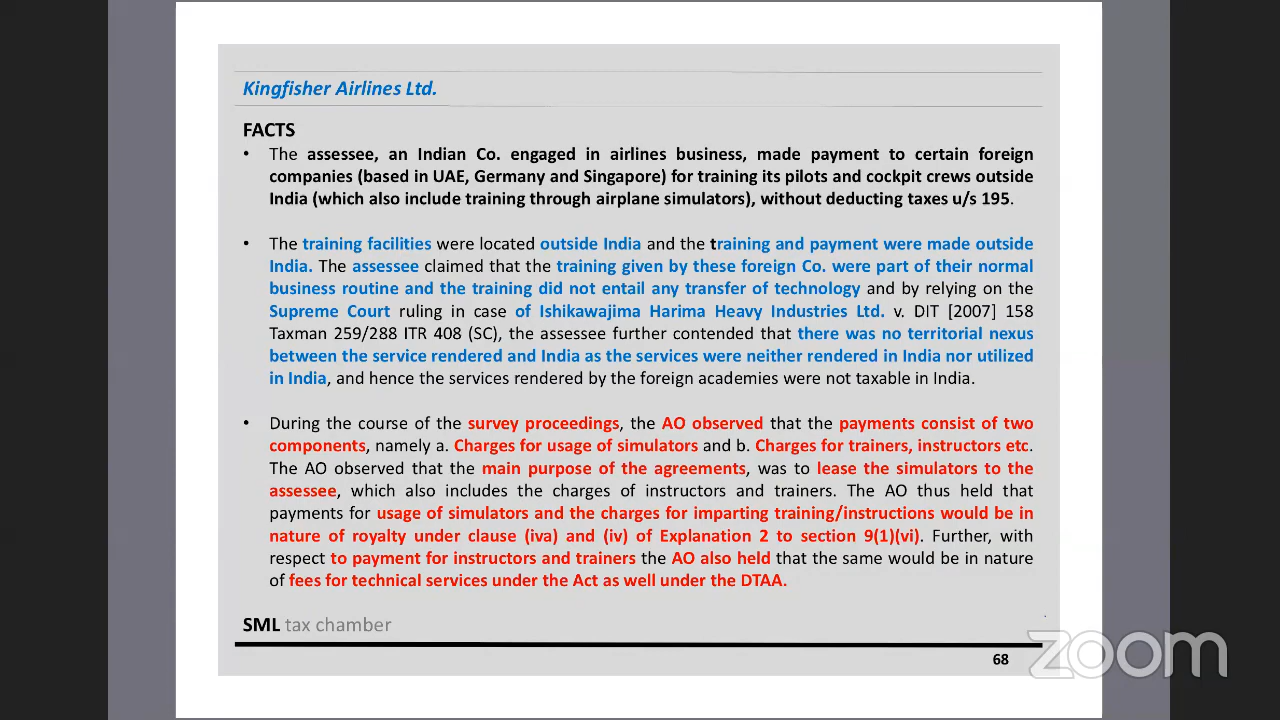 Kingfisher Airlines Ltd.
FACTS
• The assessee, an Indian Co. engaged in airlines business, made payment to certain foreign
companies (based in UAE, Germany and Singapore) for training its pilots and cockpit crews outside
India (which also include training through airplane simulators), without deducting taxes u/s 195.
• The training facilities were located outside India and the training and payment were made outside
India. The assessee claimed that the training given by these foreign Co. were part of their normal
business routine and the training did not entail any transfer of technology and by relying on the
Supreme Court ruling in case of Ishikawajima Harima Heavy Industries Ltd. v. DIT [2007] 158
Taxman 259/288 ITR 408 (SC), the assessee further contended that there was no territorial nexus
between the service rendered and India as the services were neither rendered in India nor utilized
in India, and hence the services rendered by the foreign academies were not taxable in India.
• During the course of the survey proceedings, the AO observed that the payments consist of two
components, namely a. Charges for usage of simulators and b. Charges for trainers, instructors etc.
The AO observed that the main purpose of the agreements, was to lease the simulators to the
assessee, which also includes the charges of instructors and trainers. The AO thus held that
payments for usage of simulators and the charges for imparting training/instructions would be in
nature of royalty under clause (iva) and (iv) of Explanation 2 to section 9(1)(vi). Further, with
respect to payment for instructors and trainers the AO also held that the same would be in nature
of fees for technical services under the Act as well under the DTAA.
SML tax chamber
68
zoom